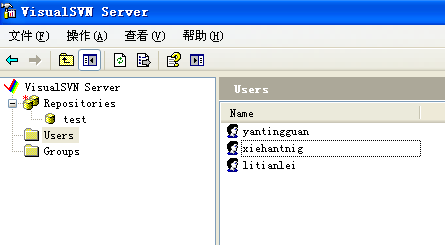 VisualSVN Server
文件(F) 操作(A) 查看(V) 帮助(H)
VisualSVN Server
Repositories
test
Users
Groups
Users
Name
yantingguan
xiehantnig
litianlei